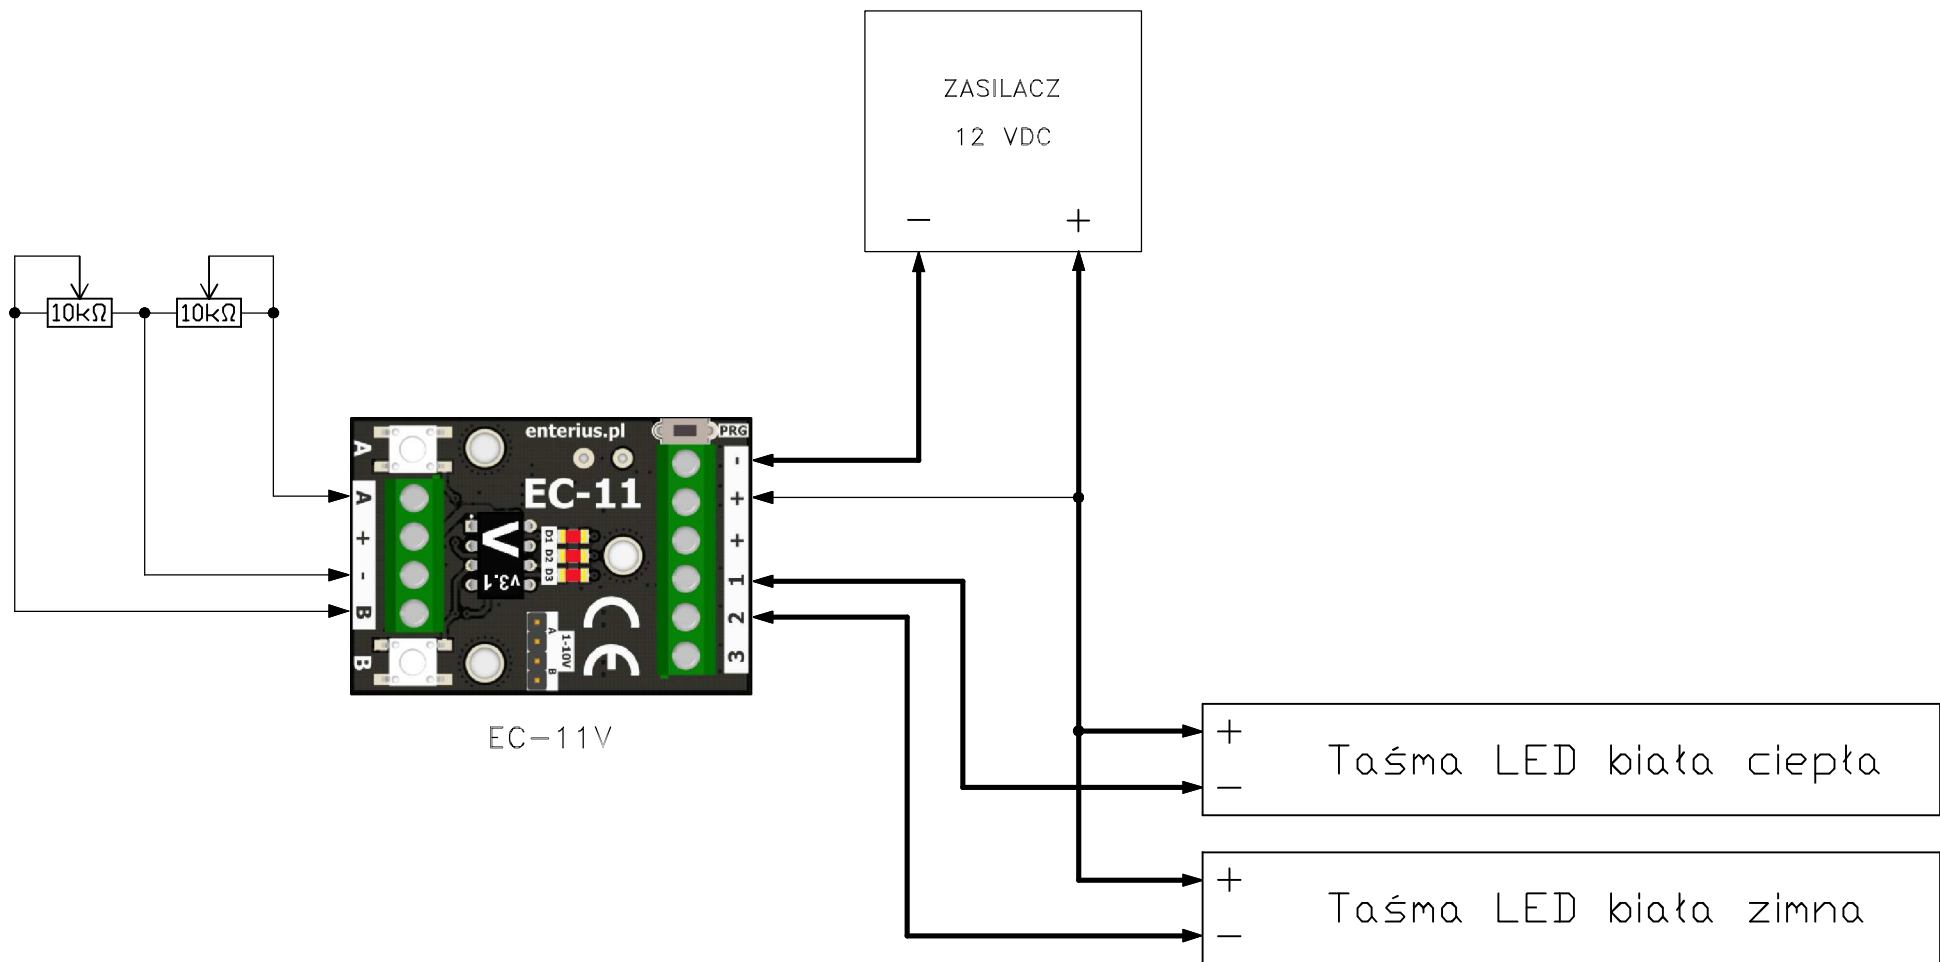 ZASILACZ
12 VDC
−
+
10kΩ
10kΩ
enterius.pl
PRG
EC-11
A
A
+
-
B
B
V
v3.1
D1
D2
D3
A
1-10V
B
CE
-
+
+
1
2
3
EC-11V
+
Taśma LED biała ciepła
−
+
Taśma LED biała zimna
−